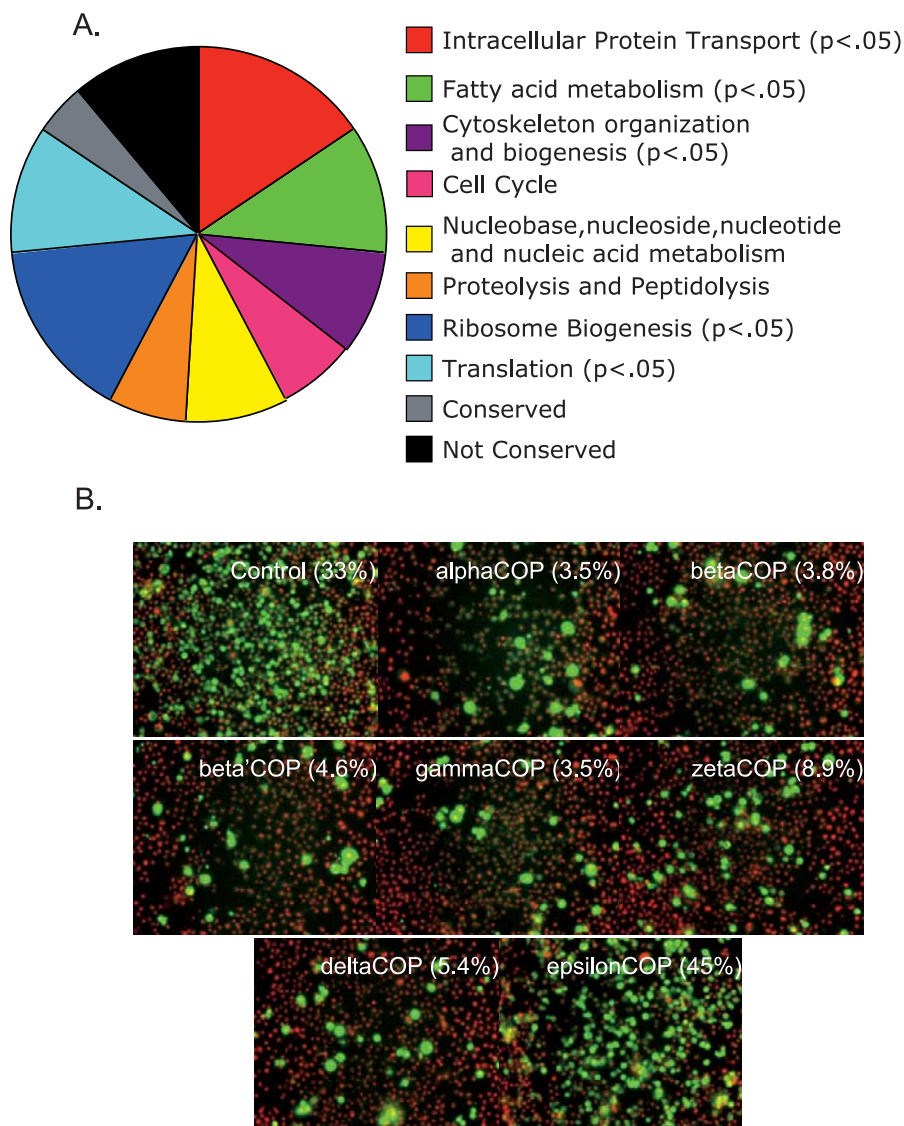 A.
Intracellular Protein Transport (p<.05)
Fatty acid metabolism (p<.05)
Cytoskeleton organization
and biogenesis (p<.05)
Cell Cycle
Nucleobase,nucleoside,nucleotide
and nucleic acid metabolism
Proteolysis and Peptidolysis
Ribosome Biogenesis (p<.05)
Translation (p<.05)
Conserved
Not Conserved
B.
Control (33%)
alphaCOP (3.5%)
betaCOP (3.8%)
beta'COP (4.6%)
gammaCOP (3.5%)
zetaCOP (8.9%)
deltaCOP (5.4%)
epsilonCOP (45%)